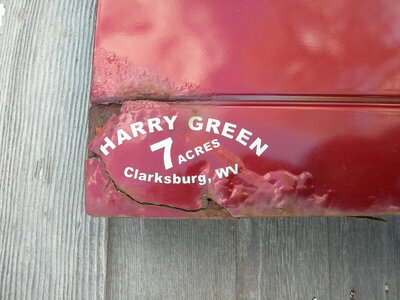 HARRY GREEN
7 ACRES
Clarksburg, WV